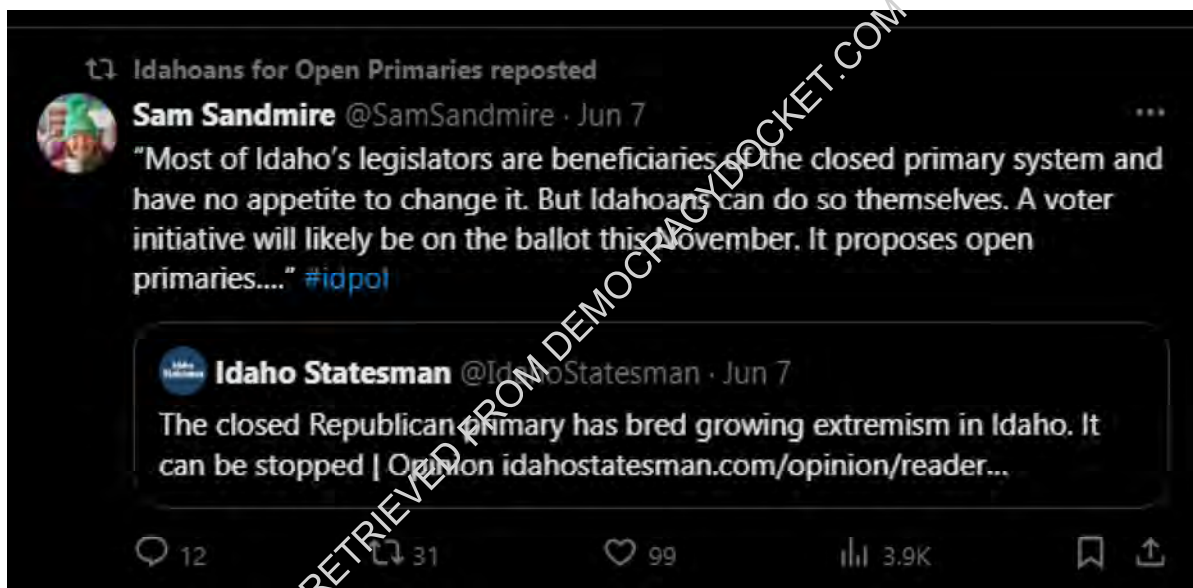 Idahoans for Open Primaries reposted
Sam Sandmire @SamSandmire · Jun 7
"Most of Idaho's legislators are beneficiaries of the closed primary system and
have no appetite to change it. But Idahoans can do so themselves. A voter
initiative will likely be on the ballot this November. It proposes open
primaries...." #idpol
Idaho Statesman @IdahoStatesman · Jun 7
The closed Republican primary has bred growing extremism in Idaho. It
can be stopped | Opinion idahostatesman.com/opinion/reader...
12 31 99 3.9K
RETRIEVED FROM DEMOCRACYDOCKET.COM